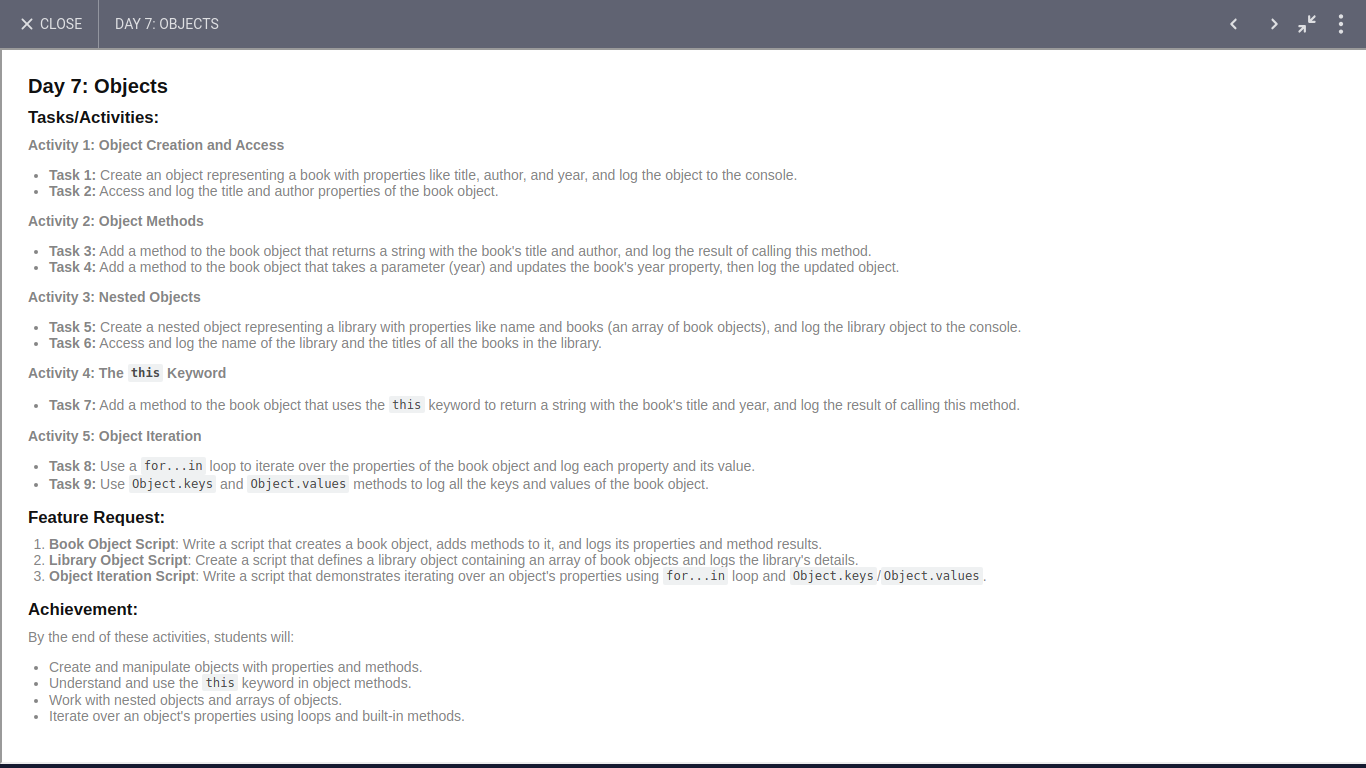 CLOSE
DAY 7: OBJECTS
Day 7: Objects
Tasks/Activities:
Activity 1: Object Creation and Access
Task 1: Create an object representing a book with properties like title, author, and year, and log the object to the console.
Task 2: Access and log the title and author properties of the book object.
Activity 2: Object Methods
Task 3: Add a method to the book object that returns a string with the book's title and author, and log the result of calling this method.
Task 4: Add a method to the book object that takes a parameter (year) and updates the book's year property, then log the updated object.
Activity 3: Nested Objects
Task 5: Create a nested object representing a library with properties like name and books (an array of book objects), and log the library object to the console.
Task 6: Access and log the name of the library and the titles of all the books in the library.
Activity 4: The this Keyword
Task 7: Add a method to the book object that uses the this keyword to return a string with the book's title and year, and log the result of calling this method.
Activity 5: Object Iteration
Task 8: Use a for...in loop to iterate over the properties of the book object and log each property and its value.
Task 9: Use Object.keys and Object.values methods to log all the keys and values of the book object.
Feature Request:
1. Book Object Script: Write a script that creates a book object, adds methods to it, and logs its properties and method results.
2. Library Object Script: Create a script that defines a library object containing an array of book objects and logs the library's details.
3. Object Iteration Script: Write a script that demonstrates iterating over an object's properties using for...in loop and Object.keys/Object.values.
Achievement:
By the end of these activities, students will:
Create and manipulate objects with properties and methods.
Understand and use the this keyword in object methods.
Work with nested objects and arrays of objects.
Iterate over an object's properties using loops and built-in methods.